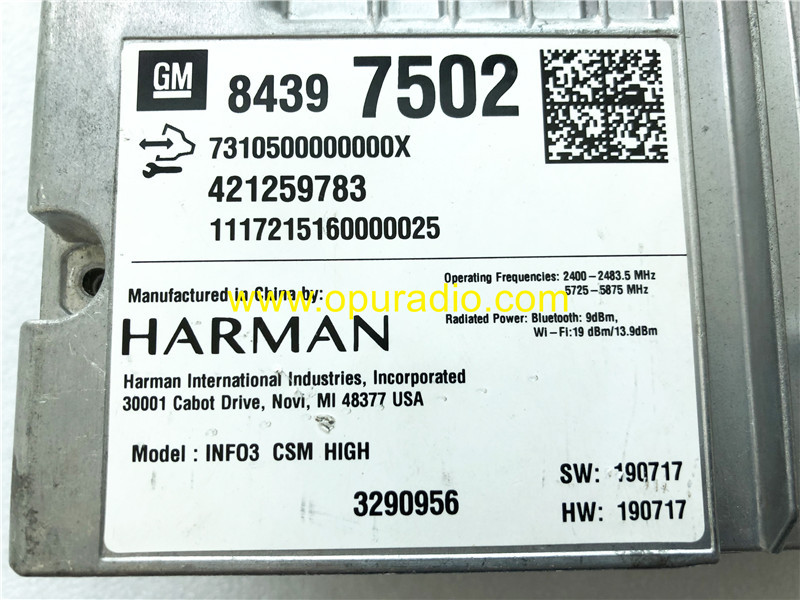 GM 8439 7502
7310500000000X
421259783
1117215160000025
Operating Frequencies: 2400-2483.5 MHz
5725-5875 MHz
Manufactured in China by:
www.opuradio.com
Radiated Power: Bluetooth: 9dBm,
Wi-Fi:19 dBm/13.9dBm
HARMAN
Harman International Industries, Incorporated
30001 Cabot Drive, Novi, MI 48377 USA
Model : INFO3 CSM HIGH
SW: 190717
3290956
HW: 190717